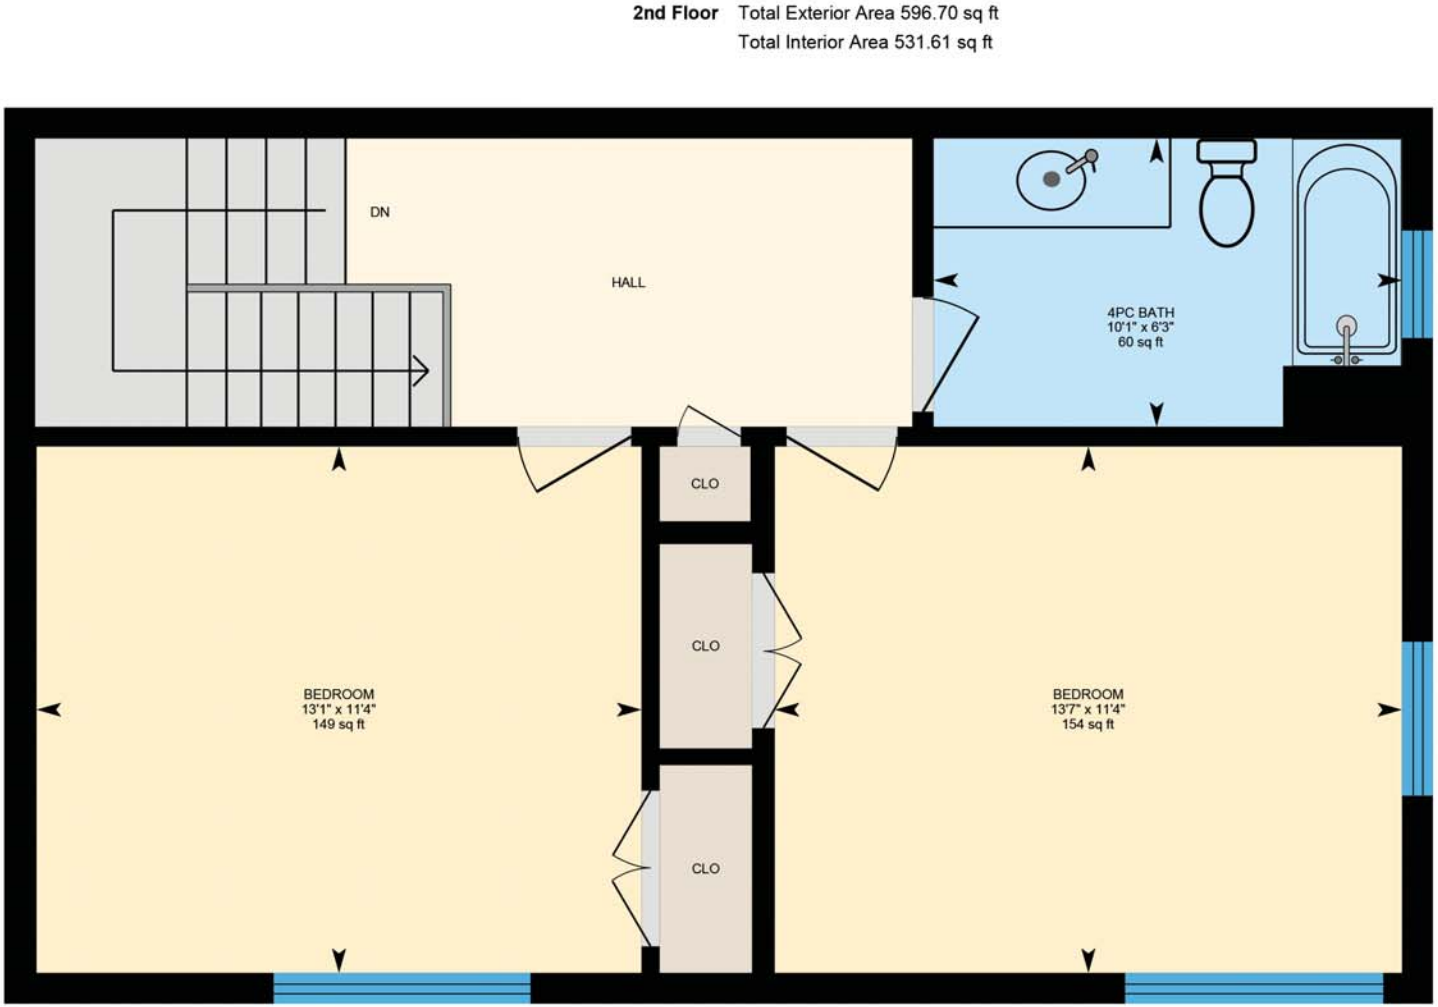 2nd Floor Total Exterior Area 596.70 sq ft
Total Interior Area 531.61 sq ft
DN
HALL
4PC BATH
10'1" x 6'3"
60 sq ft
CLO
CLO
BEDROOM
13'1" x 11'4"
149 sq ft
BEDROOM
13'7" x 11'4"
154 sq ft
CLO